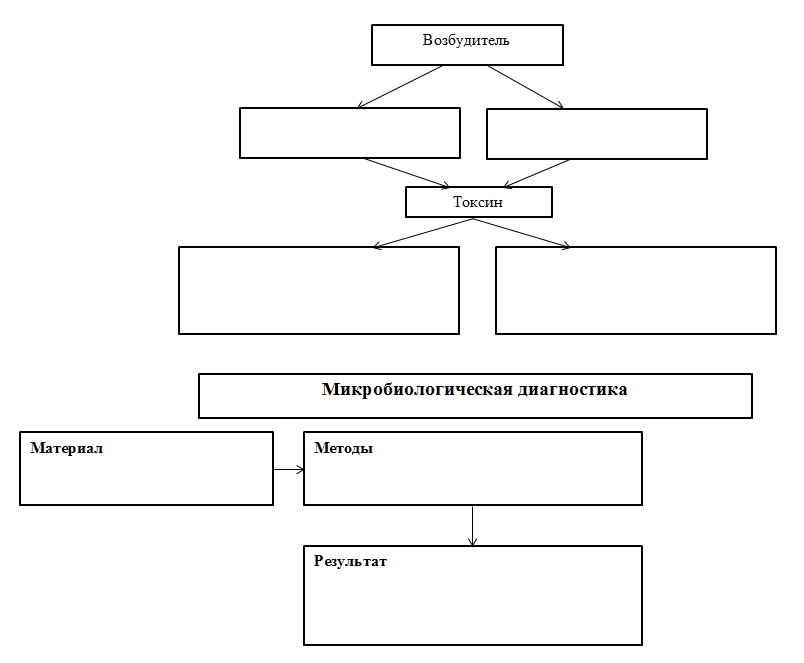 Возбудитель
Токсин
Микробиологическая диагностика
Материал
Методы
Результат